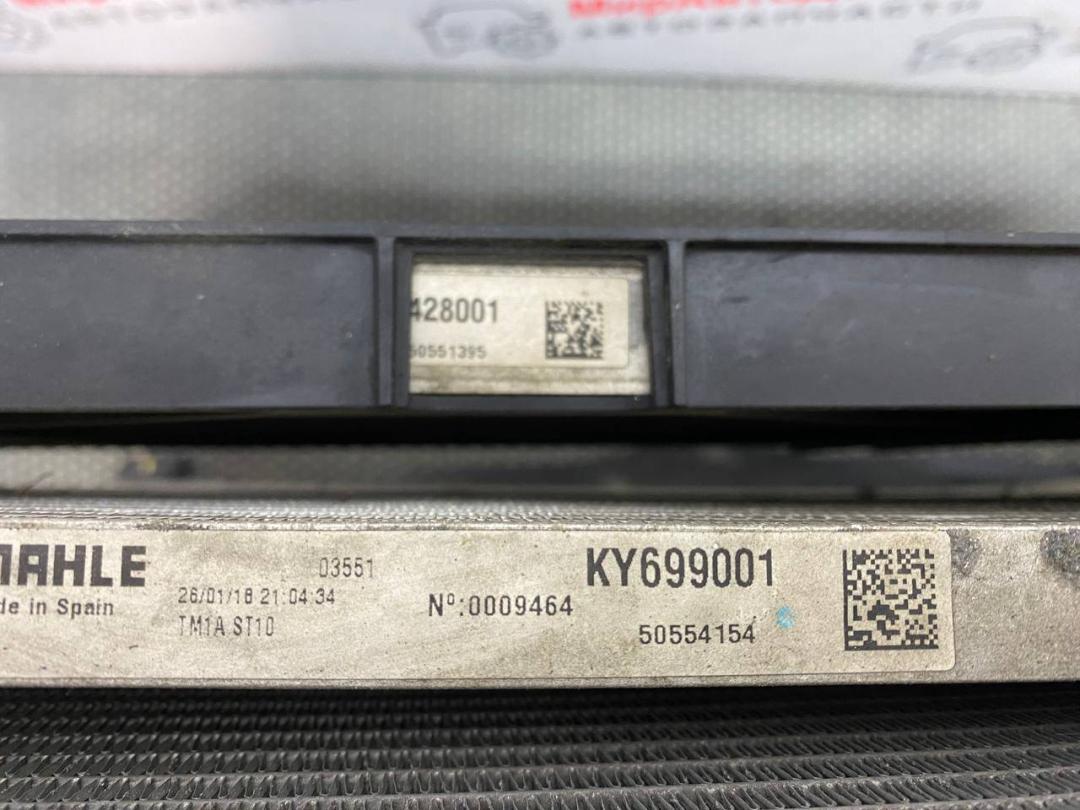 автозапчасти
428001
50551395
MAHLE
de in Spain
03551
26/01/18 21:04:34
TM1A ST10
Nº:0009464
KY699001
50554154